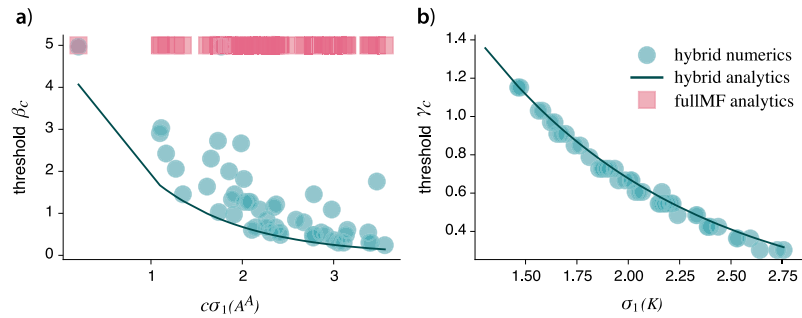 a)
5
4
3
2
1
0
threshold β_c
1 2 3
cσ₁(A^A)
b)
1.4
1.2
1.0
0.8
0.6
0.4
threshold γ_c
1.50 1.75 2.00 2.25 2.50 2.75
σ₁(K)
hybrid numerics
hybrid analytics
fullMF analytics